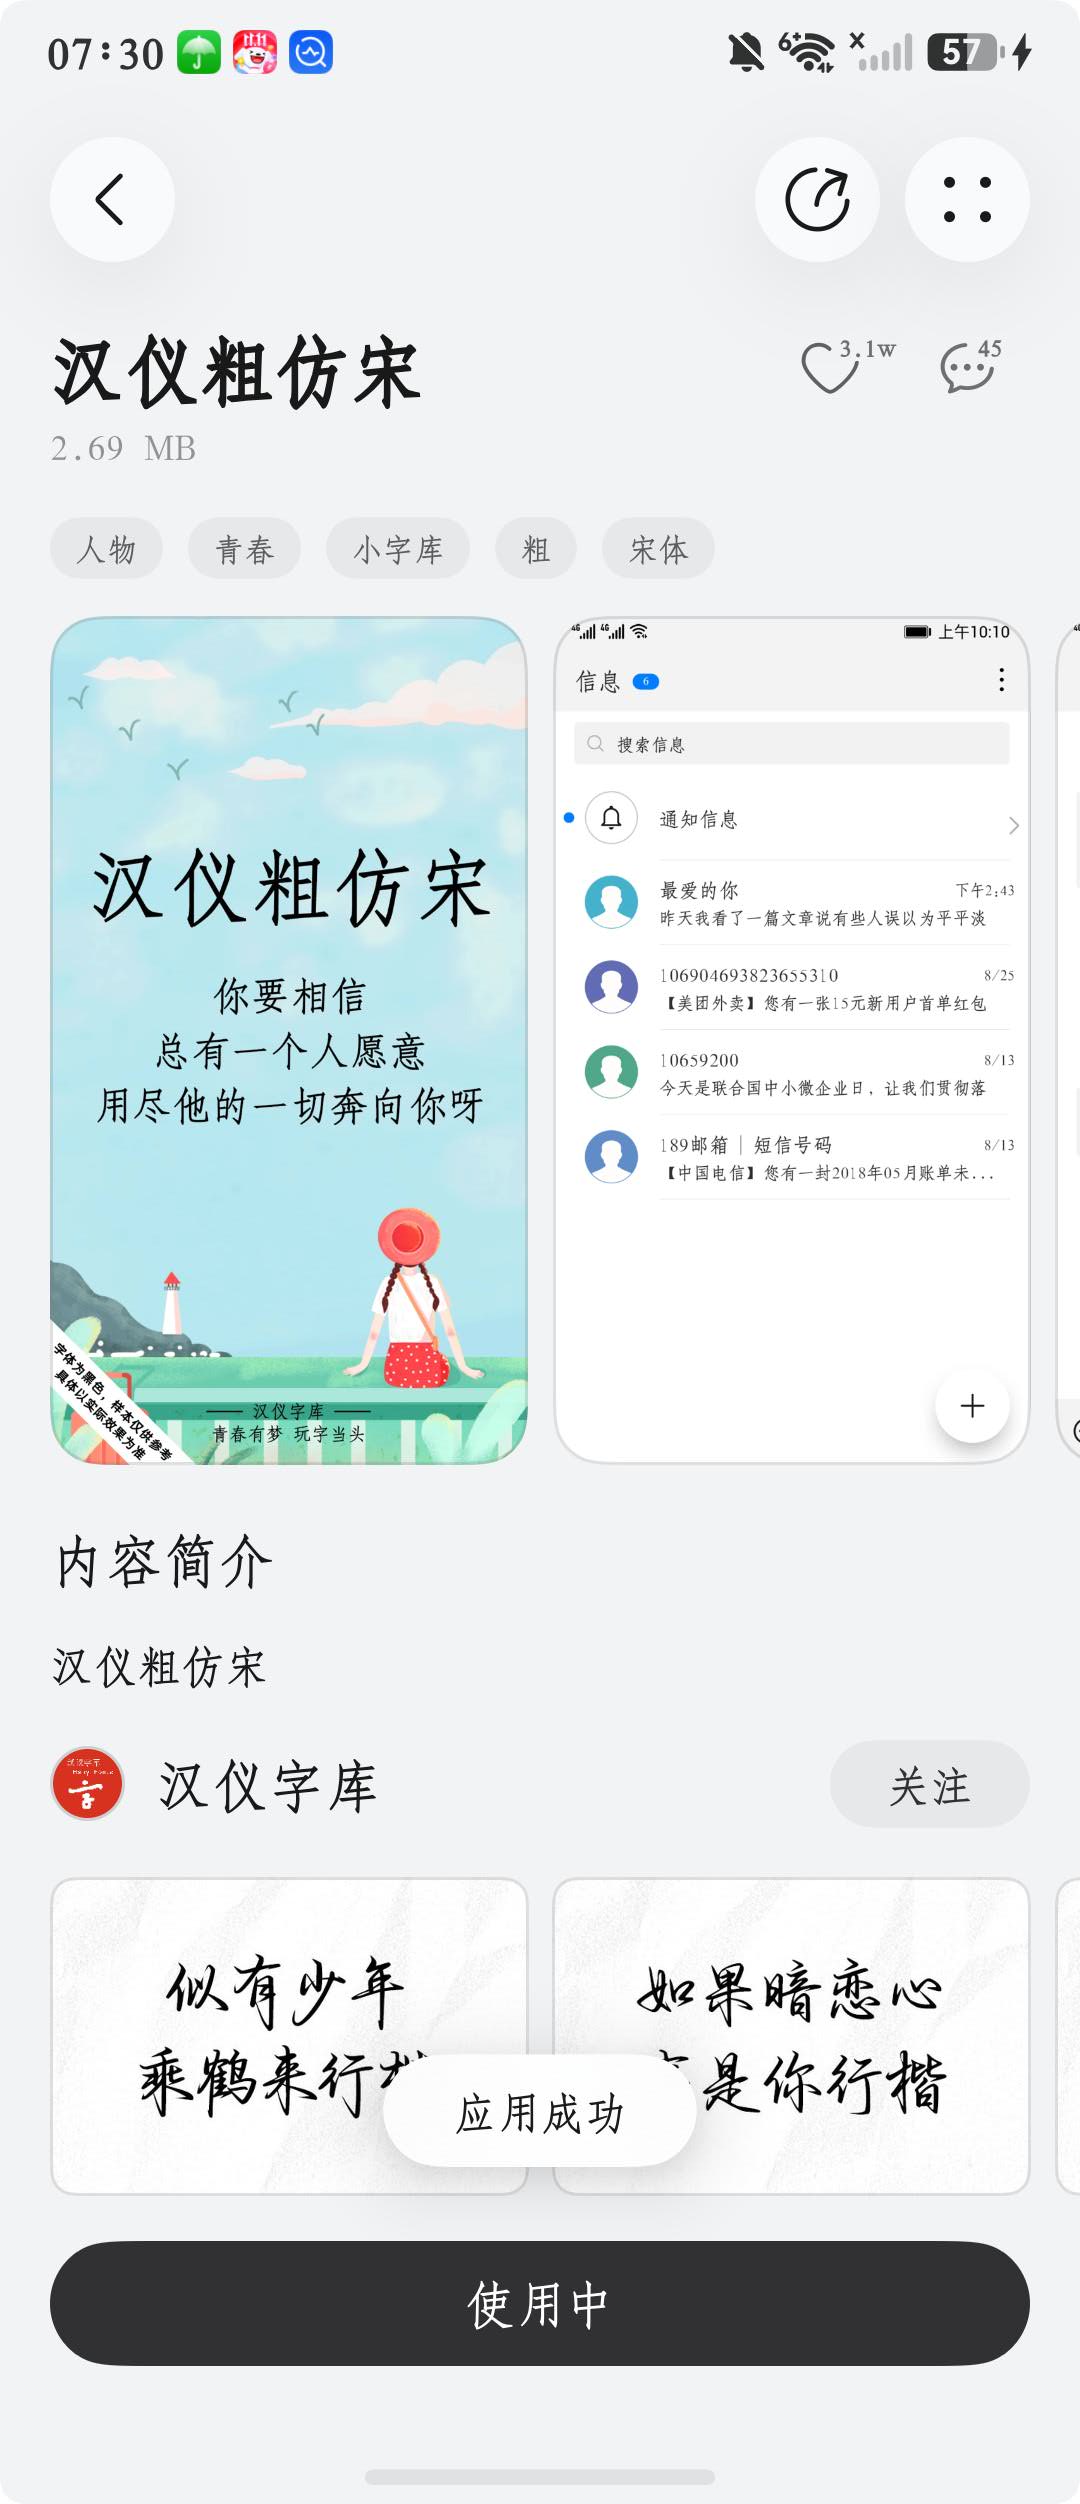 07:30
11.11
6+
57
汉仪粗仿宋
3.1w
45
2.69 MB
人物
青春
小字库
粗
宋体
汉仪粗仿宋
你要相信
总有一个人愿意
用尽他的一切奔向你呀
字体为黑色，样本仅供参考
具体以实际效果为准
汉仪字库
青春有梦 玩字当头
4G 4G
上午10:10
信息 6
搜索信息
通知信息
最爱的你
下午2:43
昨天我看了一篇文章说有些人误以为平平淡
106904693823655310
8/25
【美团外卖】您有一张15元新用户首单红包
10659200
8/13
今天是联合国中小微企业日，让我们贯彻落
189邮箱｜短信号码
8/13
【中国电信】您有一封2018年05月账单未...
内容简介
汉仪粗仿宋
汉仪字库
关注
似有少年
乘鹤来行
如果暗恋心
是你行楷
应用成功
使用中